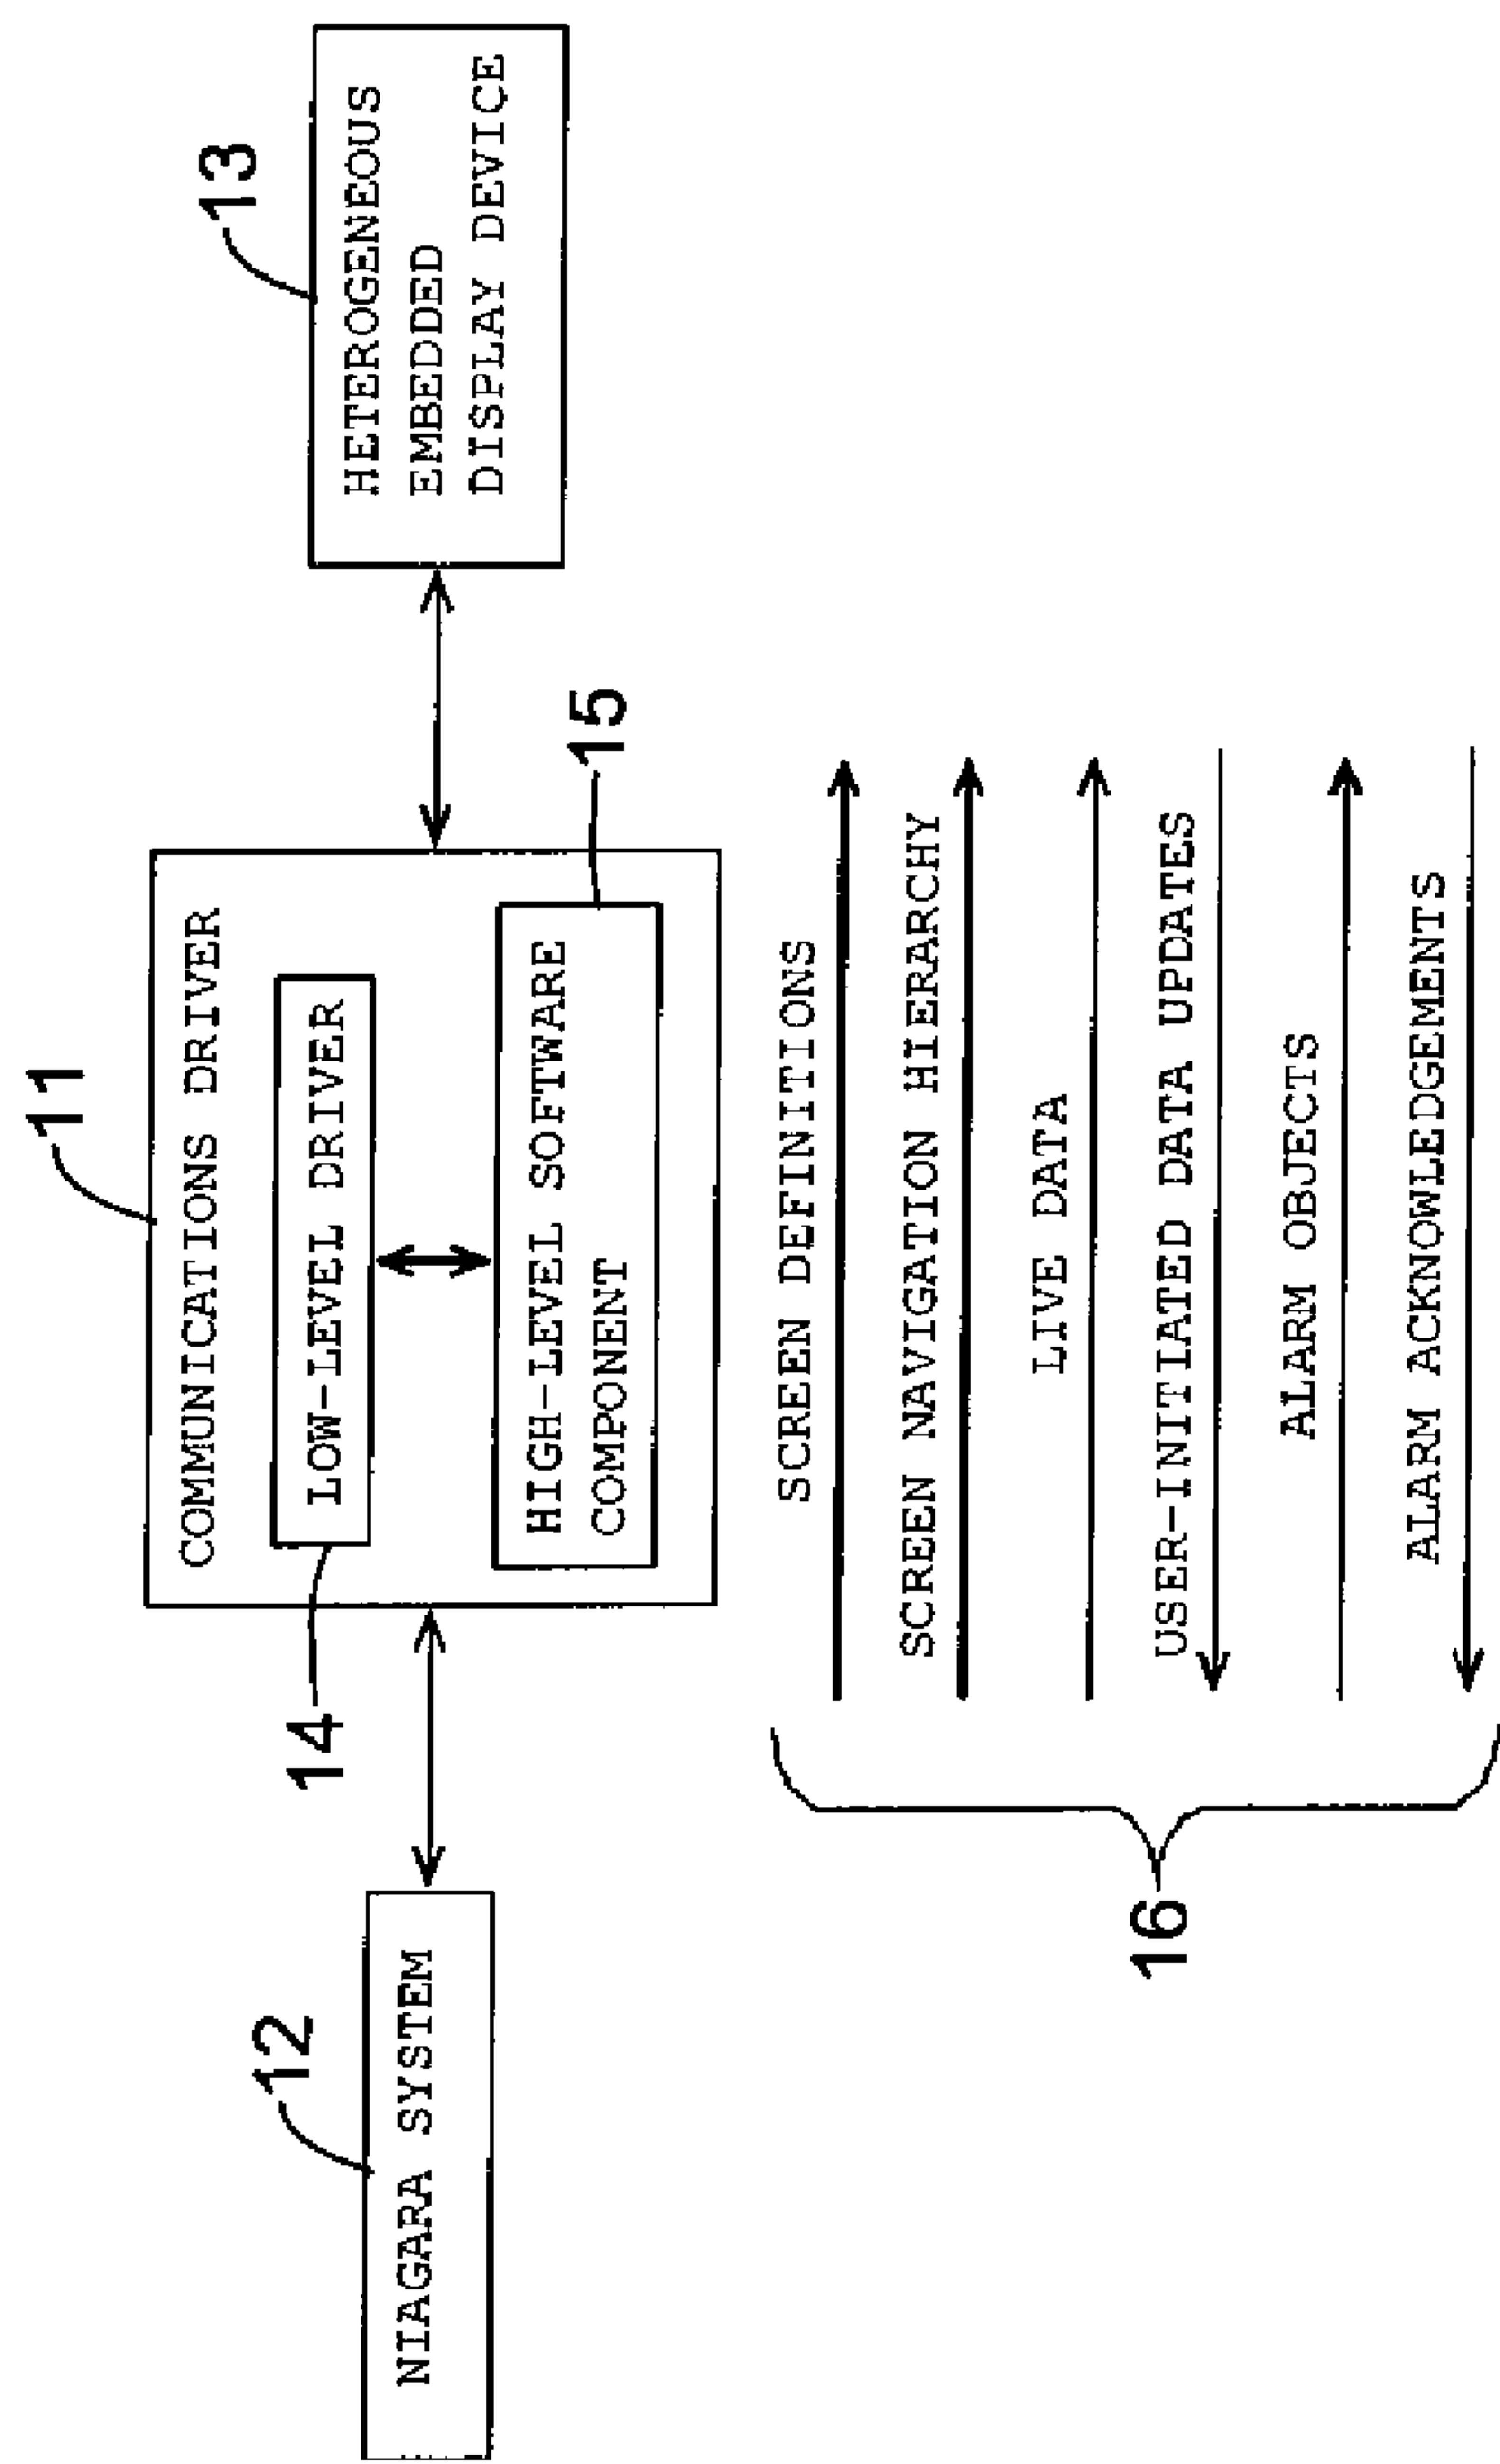 11
COMMUNICATIONS DRIVER
14
LOW-LEVEL DRIVER
12
NIAGARA SYSTEM
13
HETEROGENEOUS
EMBEDDED
DISPLAY DEVICE
HIGH-LEVEL SOFTWARE
COMPONENT
15
SCREEN DEFINITIONS
SCREEN NAVIGATION HIERARCHY
LIVE DATA
USER-INITIATED DATA UPDATES
ALARM OBJECTS
ALARM ACKNOWLEDGEMENTS
16